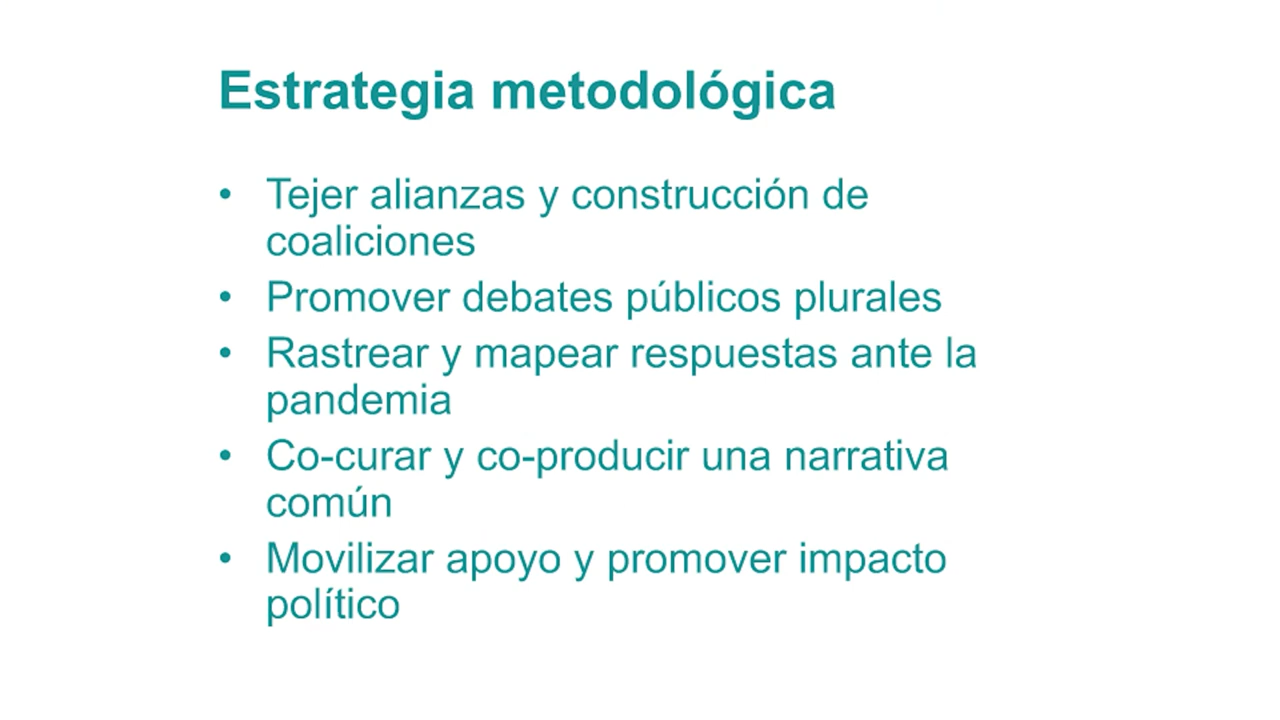 Estrategia metodológica
• Tejer alianzas y construcción de
coaliciones
• Promover debates públicos plurales
• Rastrear y mapear respuestas ante la
pandemia
• Co-curar y co-producir una narrativa
común
• Movilizar apoyo y promover impacto
político